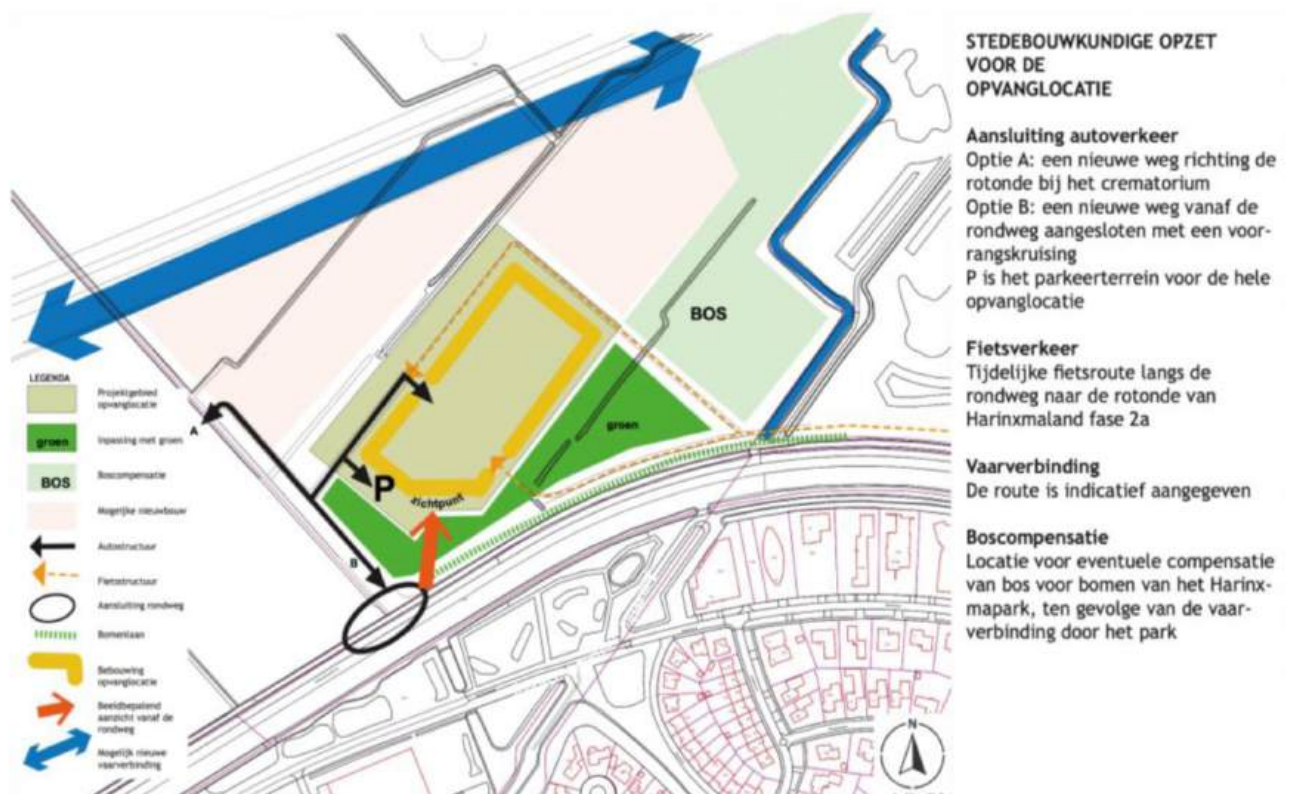 STEDEBOUWKUNDIGE OPZET
VOOR DE
OPVANGLOCATIE
Aansluiting autoverkeer
Optie A: een nieuwe weg richting de
rotonde bij het crematorium
Optie B: een nieuwe weg vanaf de
rondweg aangesloten met een voor-
rangskruising
P is het parkeerterrein voor de hele
opvanglocatie
Fietsverkeer
Tijdelijke fietsroute langs de
rondweg naar de rotonde van
Harinxmaland fase 2a
Vaarverbinding
De route is indicatief aangegeven
Boscompensatie
Locatie voor eventuele compensatie
van bos voor bomen van het Harinx-
mapark, ten gevolge van de vaar-
verbinding door het park
BOS
groen
A
P
zichtpunt
B
LEGENDA
Projektgebied
opvanglocatie
groen
Inpassing met groen
BOS
Boscompensatie
Mogelijke nieuwbouw
Autostructuur
Fietsstructuur
Aansluiting rondweg
Bomenlaan
Bebouwing
opvanglocatie
Beeldbepalend
aanzicht vanaf de
rondweg
Mogelijk nieuwe
vaarverbinding
N